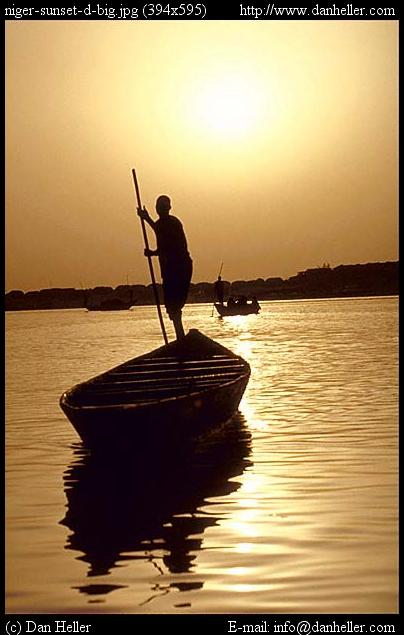 niger-sunset-d-big.jpg (394x595) http://www.danheller.com
(c) Dan Heller E-mail: info@danheller.com